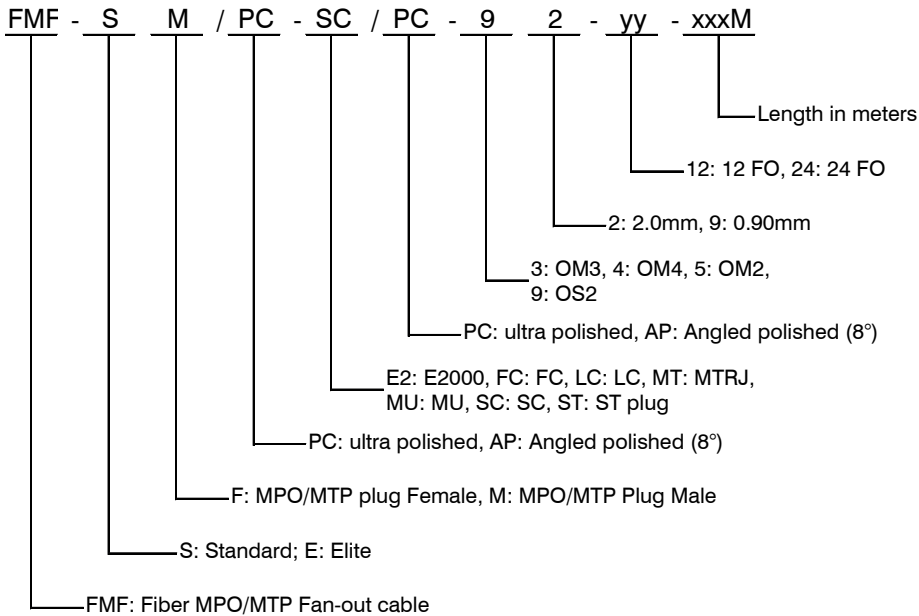 FMF - S M / PC - SC / PC - 9 2 - yy - xxxM
Length in meters
12: 12 FO, 24: 24 FO
2: 2.0mm, 9: 0.90mm
3: OM3, 4: OM4, 5: OM2,
9: OS2
PC: ultra polished, AP: Angled polished (8°)
E2: E2000, FC: FC, LC: LC, MT: MTRJ,
MU: MU, SC: SC, ST: ST plug
PC: ultra polished, AP: Angled polished (8°)
F: MPO/MTP plug Female, M: MPO/MTP Plug Male
S: Standard; E: Elite
FMF: Fiber MPO/MTP Fan-out cable